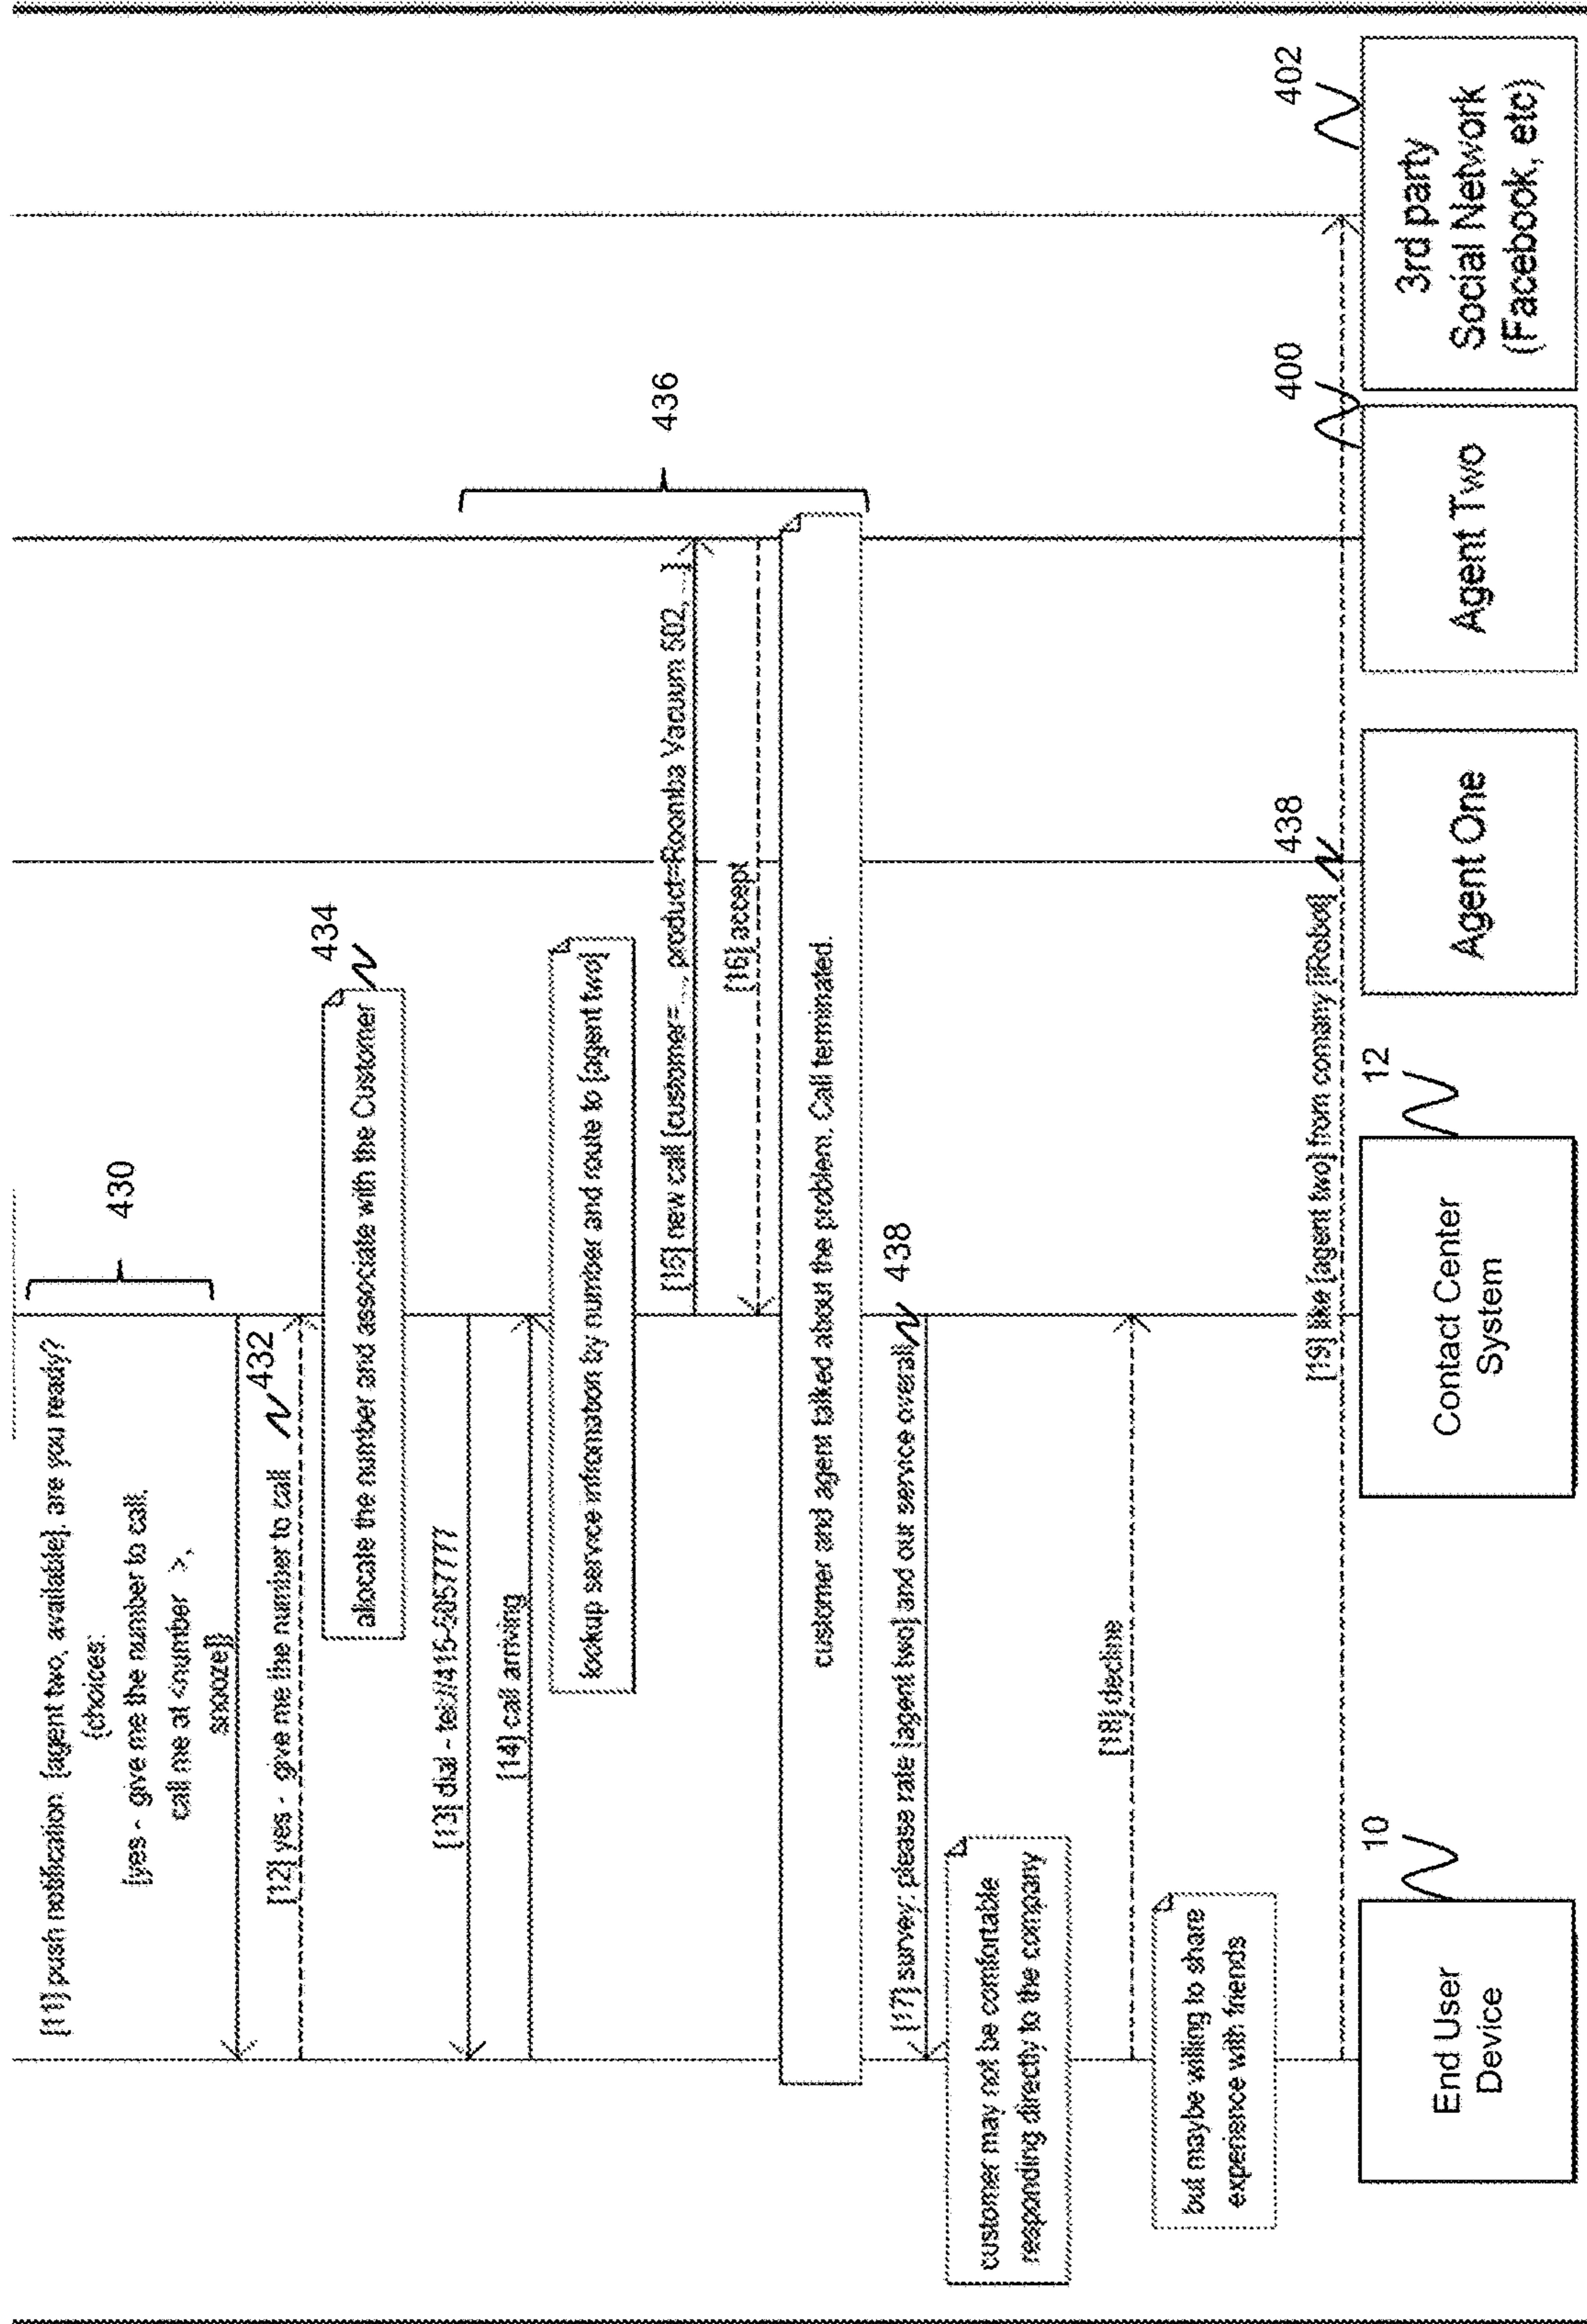 [11] push notification [agent two, available], are you ready?
{choices:
[yes - give me the number to call,
call me at <number >,
snooze]}
430
[12] yes - give me the number to call
432
allocate the number and associate with the Customer
434
[13] dial - tel://415-5057777
[14] call arriving
lookup service infromation by number and route to [agent two]
[15] new call [customer=..., product=Roomba Vacuum 502, ...]
[16] accept
436
customer and agent talked about the problem. Call terminated.
[17] survey: please rate [agent two] and our service overall
438
customer may not be comfortable
responding directly to the company
[18] decline
but maybe willing to share
experience with friends
[19] like [agent two] from comany [iRobot]
438
End User
Device
10
Contact Center
System
12
Agent One
Agent Two
400
3rd party
Social Network
(Facebook, etc)
402